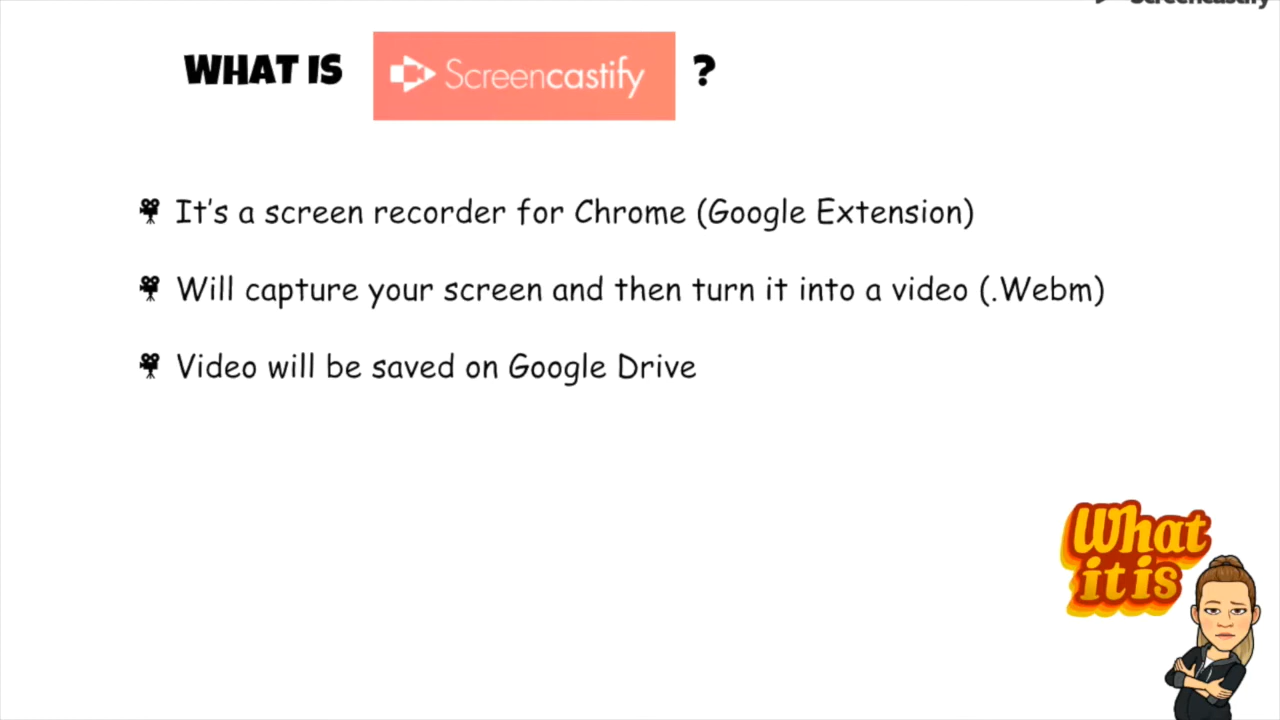 Screencastify
WHAT IS Screencastify ?
It's a screen recorder for Chrome (Google Extension)
Will capture your screen and then turn it into a video (.Webm)
Video will be saved on Google Drive
What
it is